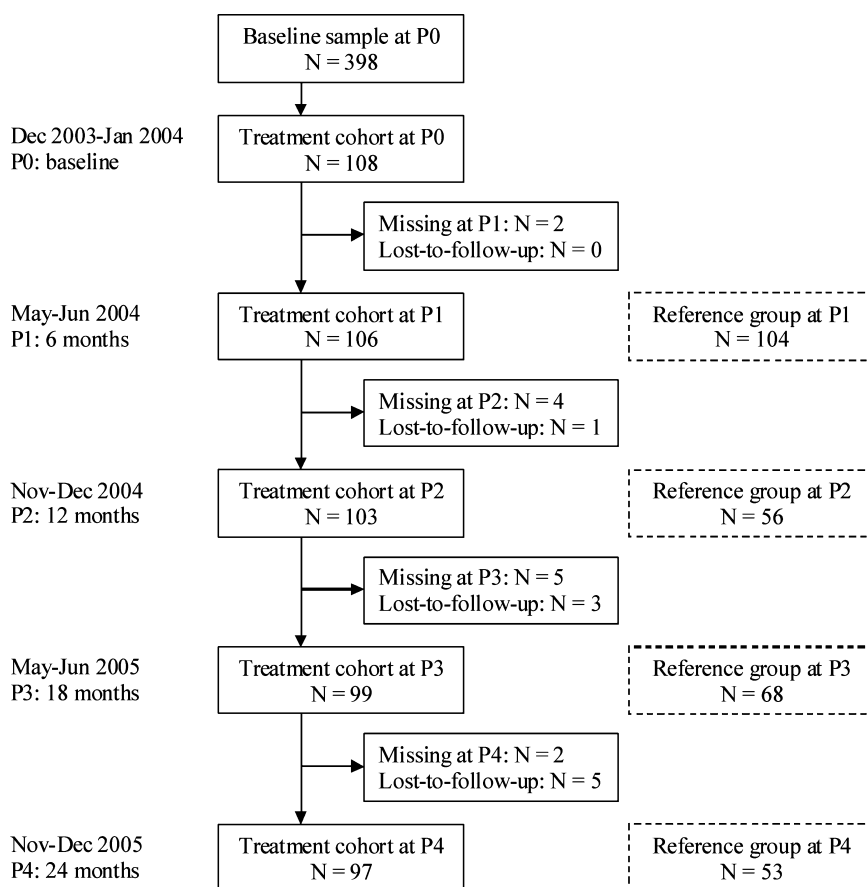 Baseline sample at P0
N = 398
Dec 2003-Jan 2004
P0: baseline
Treatment cohort at P0
N = 108
Missing at P1: N = 2
Lost-to-follow-up: N = 0
May-Jun 2004
P1: 6 months
Treatment cohort at P1
N = 106
Reference group at P1
N = 104
Missing at P2: N = 4
Lost-to-follow-up: N = 1
Nov-Dec 2004
P2: 12 months
Treatment cohort at P2
N = 103
Reference group at P2
N = 56
Missing at P3: N = 5
Lost-to-follow-up: N = 3
May-Jun 2005
P3: 18 months
Treatment cohort at P3
N = 99
Reference group at P3
N = 68
Missing at P4: N = 2
Lost-to-follow-up: N = 5
Nov-Dec 2005
P4: 24 months
Treatment cohort at P4
N = 97
Reference group at P4
N = 53